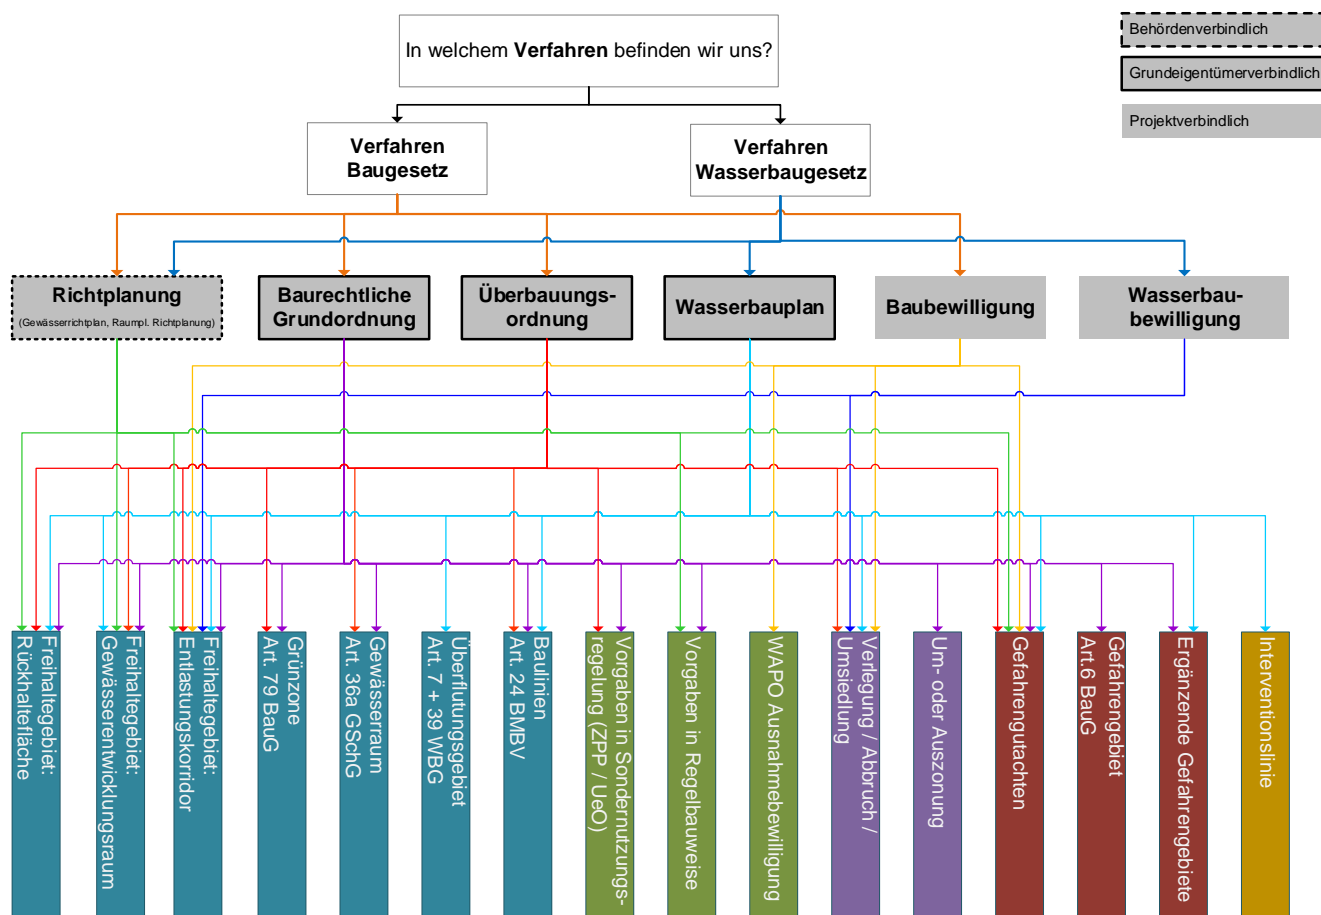 In welchem Verfahren befinden wir uns?
Behördenverbindlich
Grundeigentümerverbindlich
Projektverbindlich
Verfahren
Baugesetz
Verfahren
Wasserbaugesetz
Richtplanung
(Gewässerrichtplan, Raumpl. Richtplanung)
Baurechtliche
Grundordnung
Überbauungs-
ordnung
Wasserbauplan
Baubewilligung
Wasserbau-
bewilligung
Freihaltegebiet:
Rückhaltefläche
Freihaltegebiet:
Gewässerentwicklungsraum
Freihaltegebiet:
Entlastungskorridor
Grünzone
Art. 79 BauG
Gewässerraum
Art. 36a GSchG
Überflutungsgebiet
Art. 7 + 39 WBG
Baulinien
Art. 24 BMBV
Vorgaben in Sondernutzungs-
regelung (ZPP / UeO)
Vorgaben in Regelbauweise
WAPO Ausnahmebewilligung
Verlegung / Abbruch /
Umsiedlung
Um- oder Auszonung
Gefahrengutachten
Gefahrengebiet
Art.6 BauG
Ergänzende Gefahrengebiete
Interventionslinie